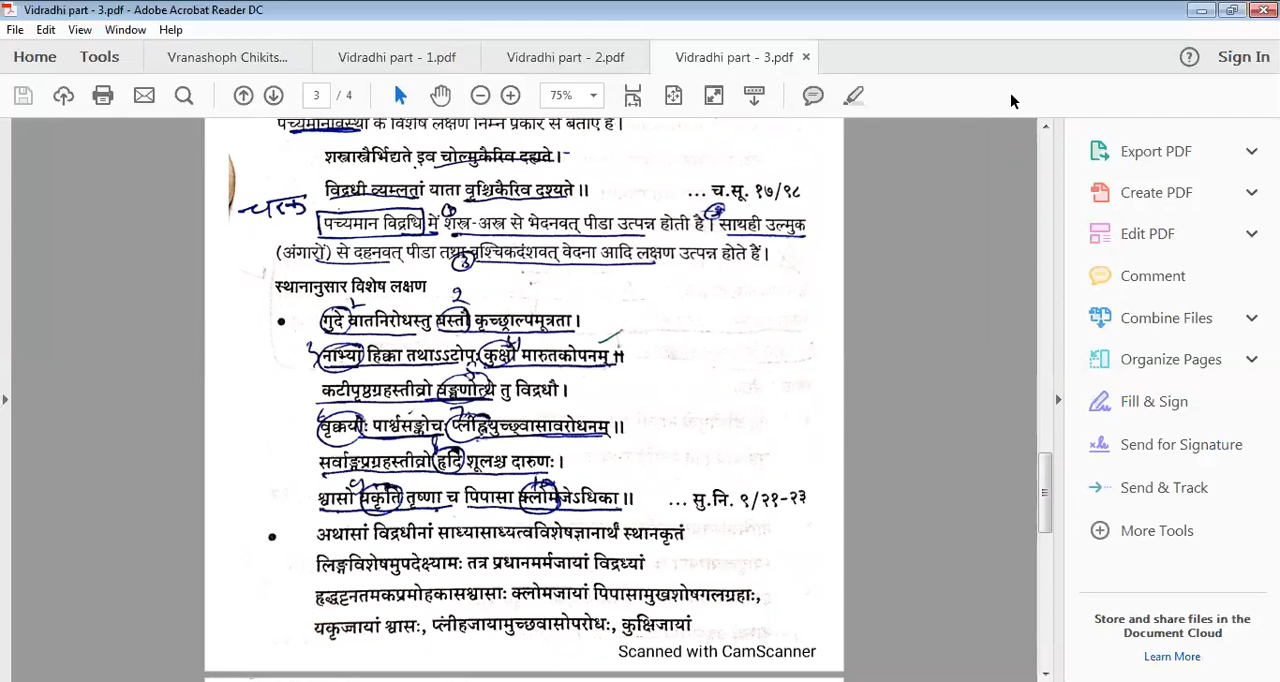 Vidradhi part - 3.pdf - Adobe Acrobat Reader DC
File Edit View Window Help
Home Tools Vranashoph Chikits... Vidradhi part - 1.pdf Vidradhi part - 2.pdf Vidradhi part - 3.pdf × Sign In
3 / 4 75%
पच्यमानावस्था के विशेष लक्षण निम्न प्रकार से बताए है।
शस्त्रास्त्रैर्भिद्यते इव चोल्मुकैरिव दह्यते।
विद्रधी व्यम्लतां याता वृश्चिकैरिव दश्यते॥ ... च.सू. १७/९८
चरक
पच्यमान विद्रधि में शस्त्र-अस्त्र से भेदनवत् पीडा उत्पन्न होती है। साथही उल्मुक
(अंगारों) से दहनवत् पीडा तथा वृश्चिकदंशवत् वेदना आदि लक्षण उत्पन्न होते हैं।
स्थानानुसार विशेष लक्षण
• गुदे वातनिरोधस्तु बस्तौ कृच्छ्राल्पमूत्रता।
नाभ्यां हिक्का तथाऽऽटोपः कुक्षौ मारुतकोपनम्॥
कटीपृष्ठग्रहस्तीव्रो वङ्क्षणोत्थे तु विद्रधौ।
वृक्कयोः पार्श्वसङ्कोचः प्लीह्न्युच्छ्वासावरोधनम्॥
सर्वाङ्गप्रग्रहस्तीव्रो हृदि शूलश्च दारुणः।
श्वासो यकृति तृष्णा च पिपासा क्लोमजेऽधिका॥ ... सु.नि. ९/२१-२३
• अथासां विद्रधीनां साध्यासाध्यत्वविशेषज्ञानार्थं स्थानकृतं
लिङ्गविशेषमुपदेक्ष्यामः तत्र प्रधानमर्मजायां विद्रध्यां
हृद्घट्टनतमकप्रमोहकासश्वासाः क्लोमजायां पिपासामुखशोषगलग्रहाः,
यकृज्जायां श्वासः, प्लीहजायामुच्छवासोपरोधः, कुक्षिजायां
Scanned with CamScanner
Export PDF
Create PDF
Edit PDF
Comment
Combine Files
Organize Pages
Fill & Sign
Send for Signature
Send & Track
More Tools
Store and share files in the
Document Cloud
Learn More